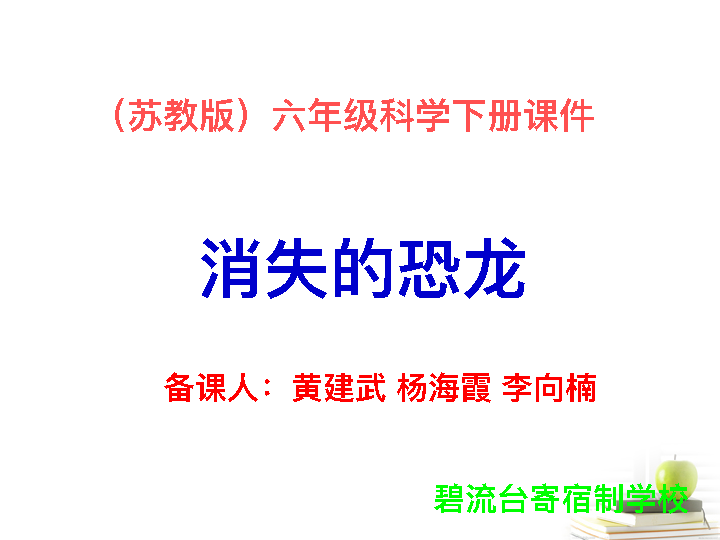 （苏教版）六年级科学下册课件
消失的恐龙
备课人：黄建武 杨海霞 李向楠
碧流台寄宿制学校